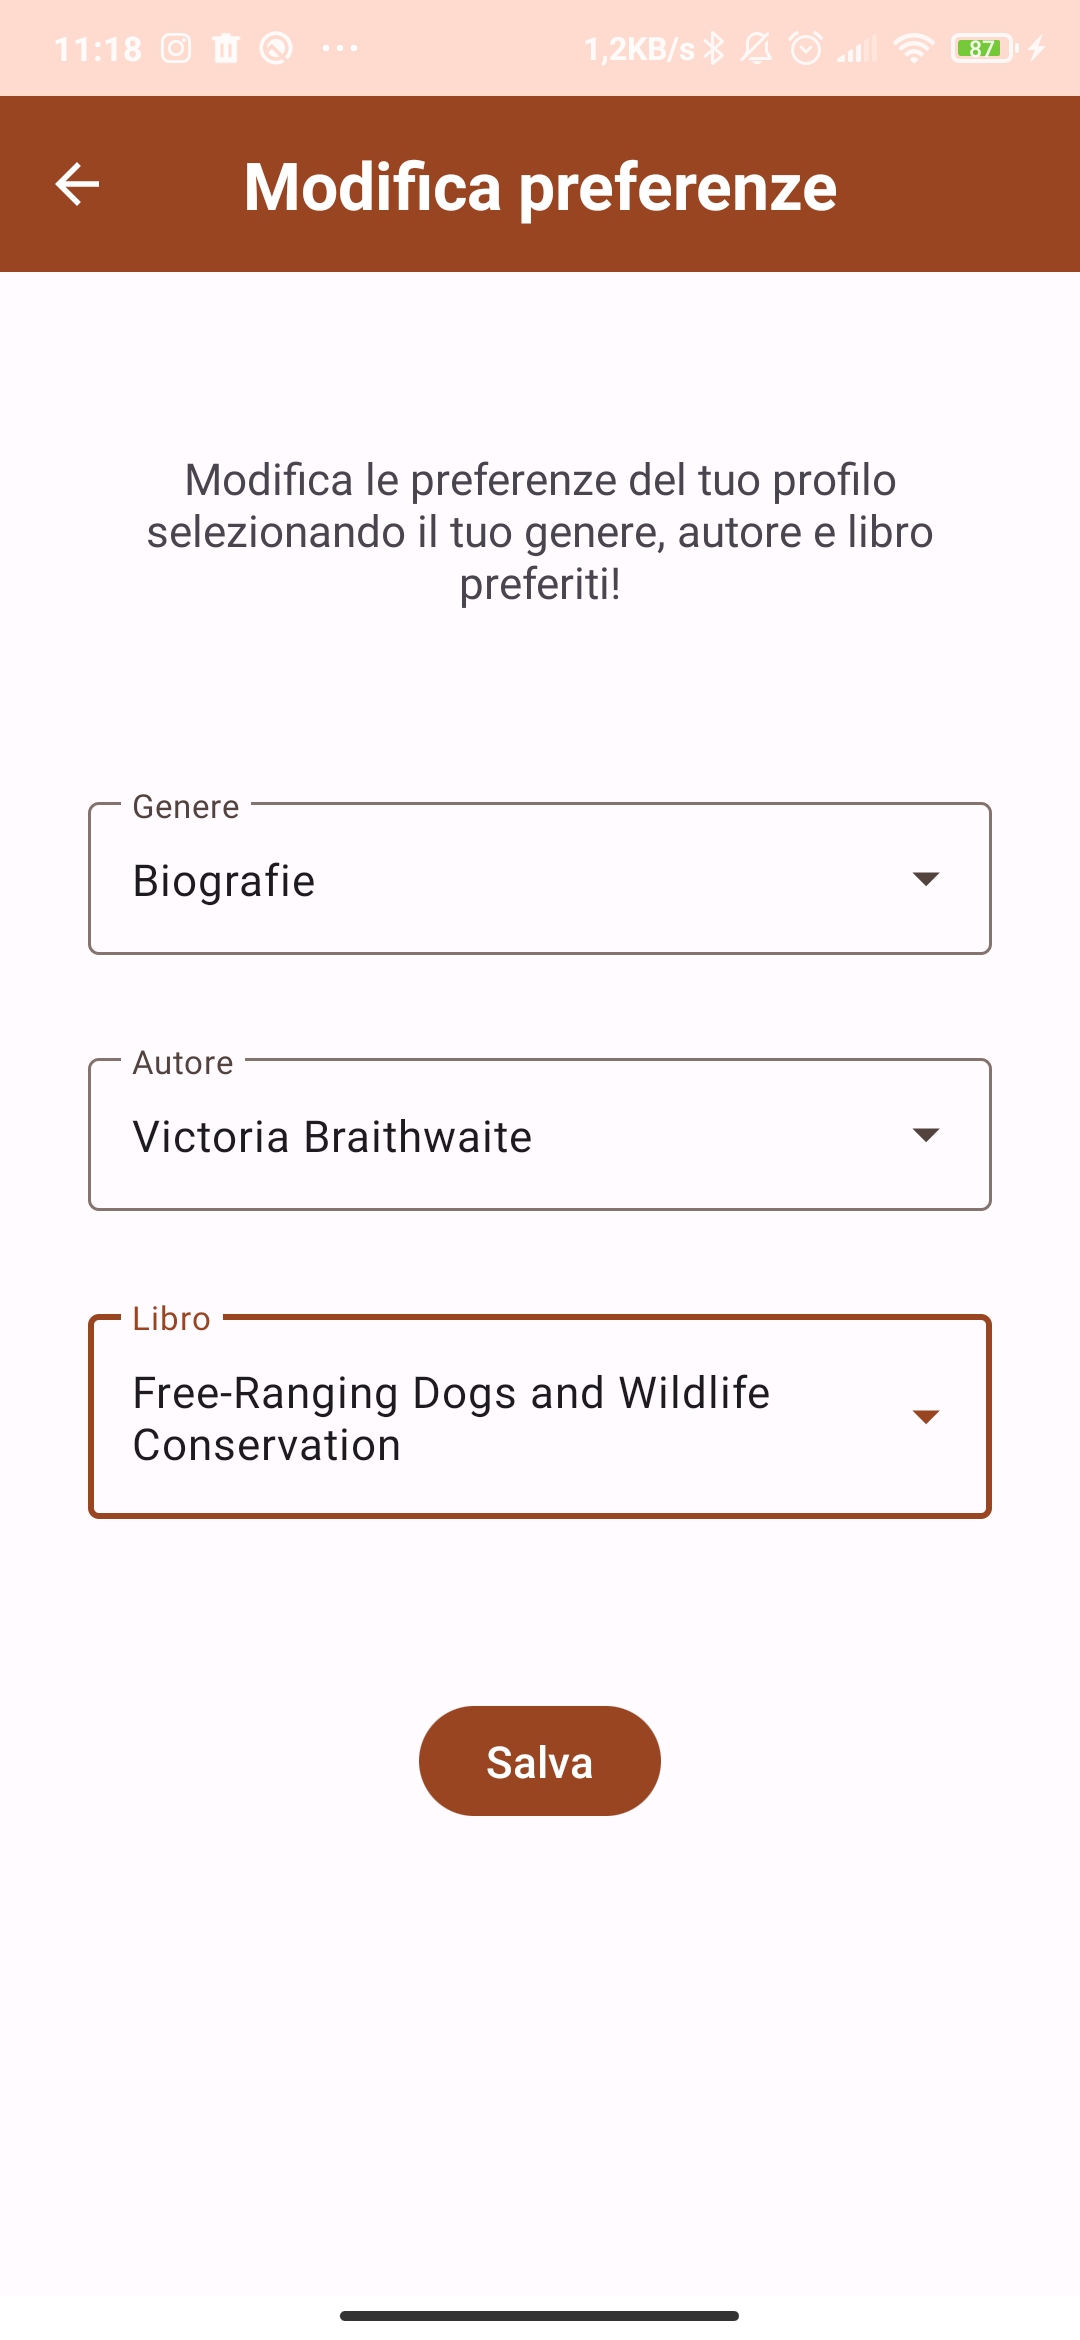 11:18 1,2KB/s 87
Modifica preferenze
Modifica le preferenze del tuo profilo
selezionando il tuo genere, autore e libro
preferiti!
Genere
Biografie
Autore
Victoria Braithwaite
Libro
Free-Ranging Dogs and Wildlife
Conservation
Salva